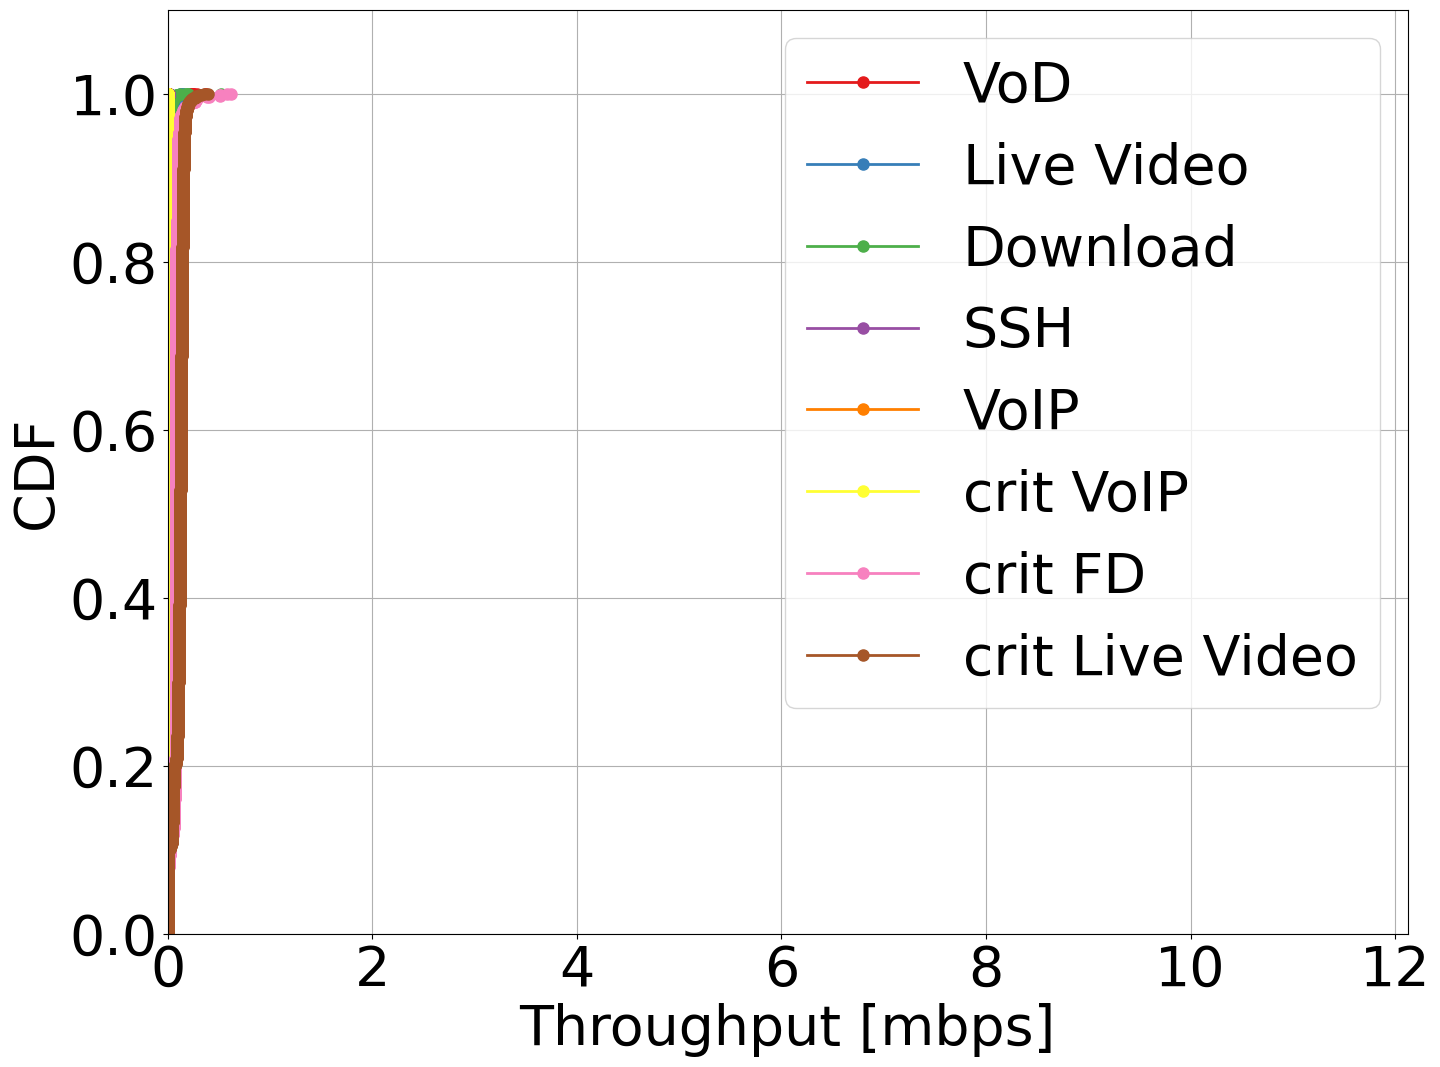 VoD
Live Video
Download
SSH
VoIP
crit VoIP
crit FD
crit Live Video
1.0
0.8
0.6
0.4
0.2
0.0
CDF
0 2 4 6 8 10 12
Throughput [mbps]